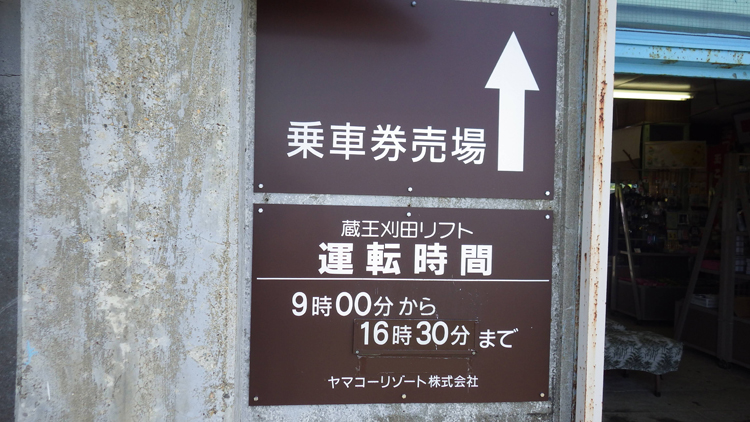 乗車券売場
蔵王刈田リフト
運転時間
9時00分から
16時30分まで
ヤマコーリゾート株式会社